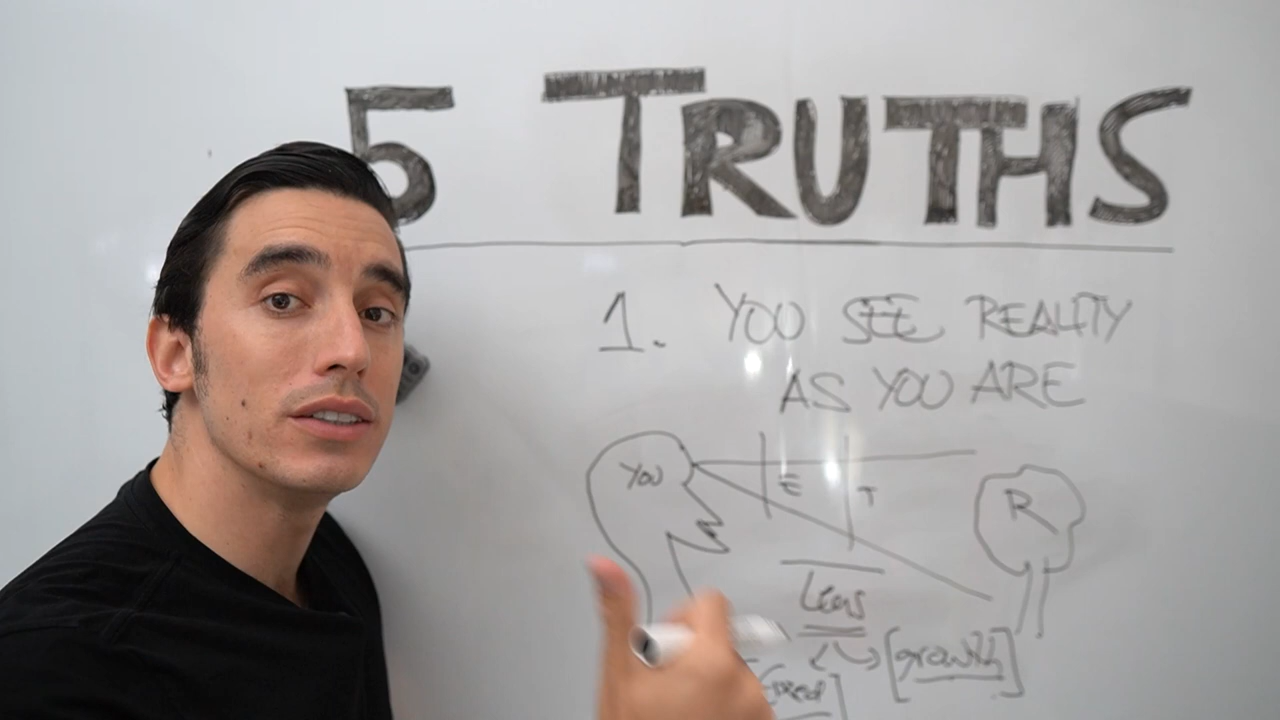 5 TRUTHS
1. YOU SEE REALITY
AS YOU ARE
You
E
T
R
Lens
[growth]